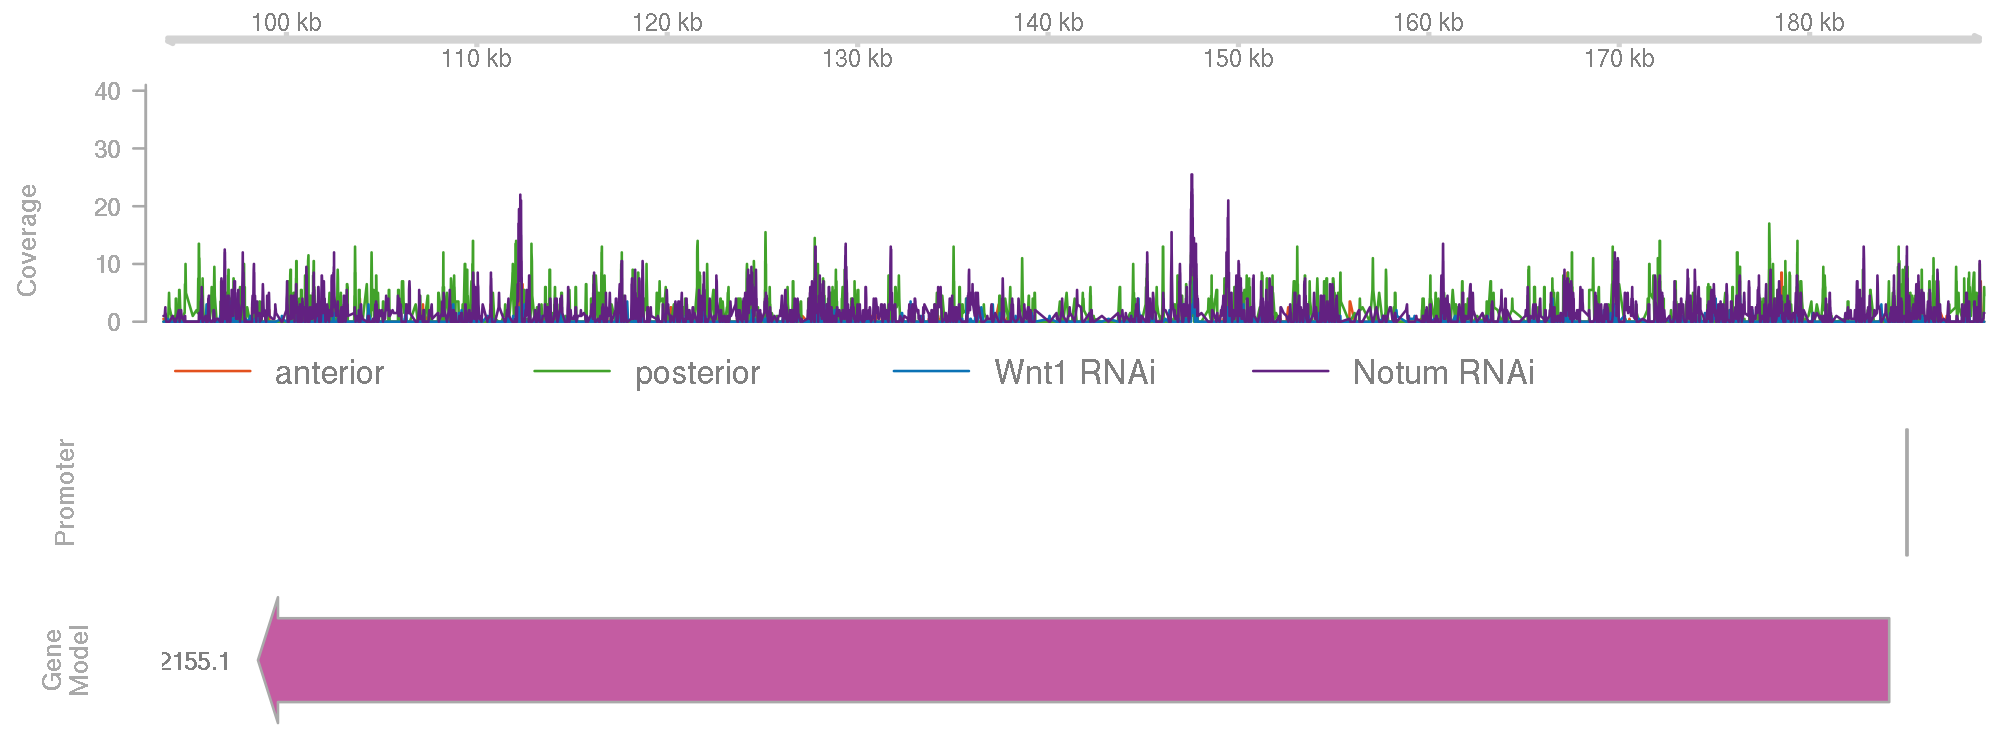 100 kb 120 kb 140 kb 160 kb 180 kb
110 kb 130 kb 150 kb 170 kb
40
30
20
10
0
Coverage
anterior posterior Wnt1 RNAi Notum RNAi
Promoter
Gene
Model
2155.1